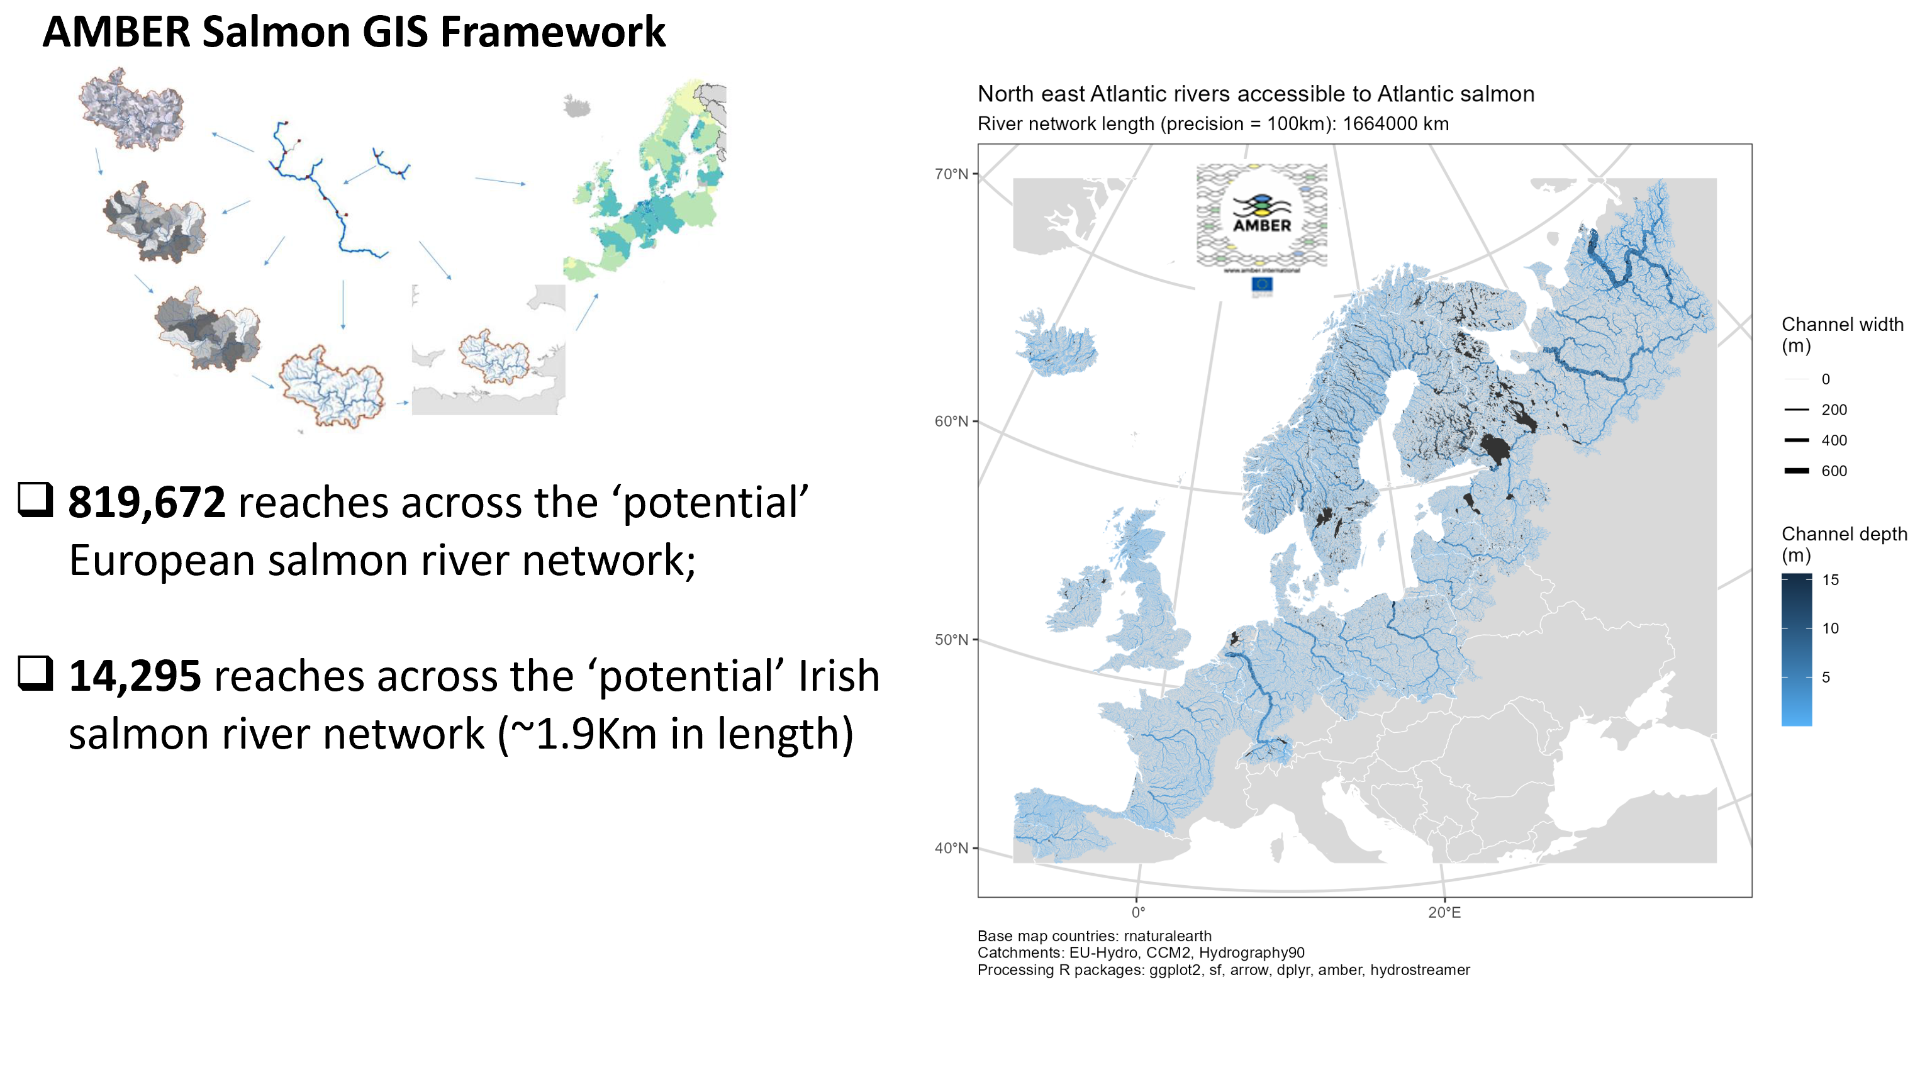 AMBER Salmon GIS Framework
❑ 819,672 reaches across the ‘potential’
European salmon river network;
❑ 14,295 reaches across the ‘potential’ Irish
salmon river network (~1.9Km in length)
North east Atlantic rivers accessible to Atlantic salmon
River network length (precision = 100km): 1664000 km
AMBER
www.amber.international
70°N
60°N
50°N
40°N
0°
20°E
Channel width
(m)
0
200
400
600
Channel depth
(m)
15
10
5
Base map countries: rnaturalearth
Catchments: EU-Hydro, CCM2, Hydrography90
Processing R packages: ggplot2, sf, arrow, dplyr, amber, hydrostreamer